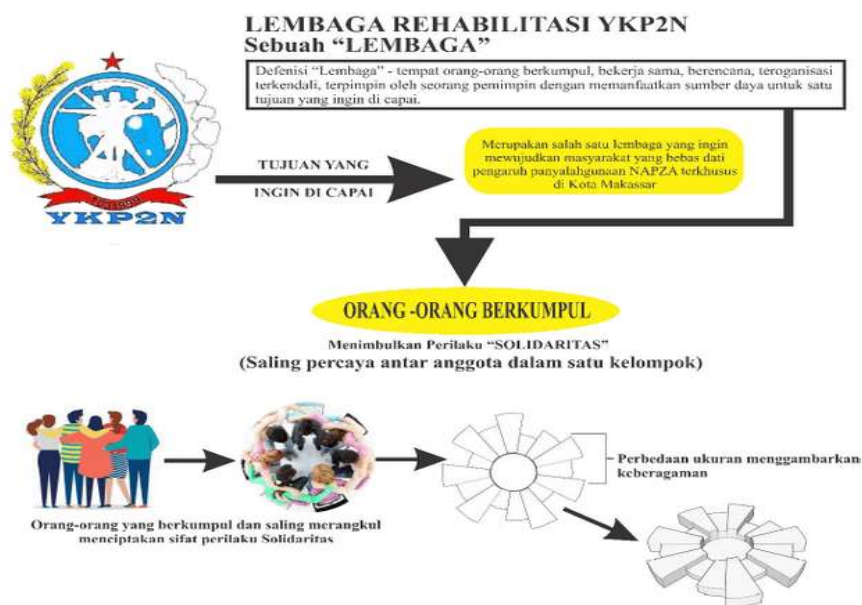 LEMBAGA REHABILITASI YKP2N
Sebuah “LEMBAGA”
Defenisi “Lembaga” - tempat orang-orang berkumpul, bekerja sama, berencana, teroganisasi
terkendali, terpimpin oleh seorang pemimpin dengan memanfaatkan sumber daya untuk satu
tujuan yang ingin di capai.
TUJUAN YANG
INGIN DI CAPAI
Merupakan salah satu lembaga yang ingin
mewujudkan masyarakat yang bebas dati
pengaruh panyalahgunaan NAPZA terkhusus
di Kota Makassar
YKP2N
ORANG -ORANG BERKUMPUL
Menimbulkan Perilaku “SOLIDARITAS”
(Saling percaya antar anggota dalam satu kelompok)
Perbedaan ukuran menggambarkan
keberagaman
Orang-orang yang berkumpul dan saling merangkul
menciptakan sifat perilaku Solidaritas